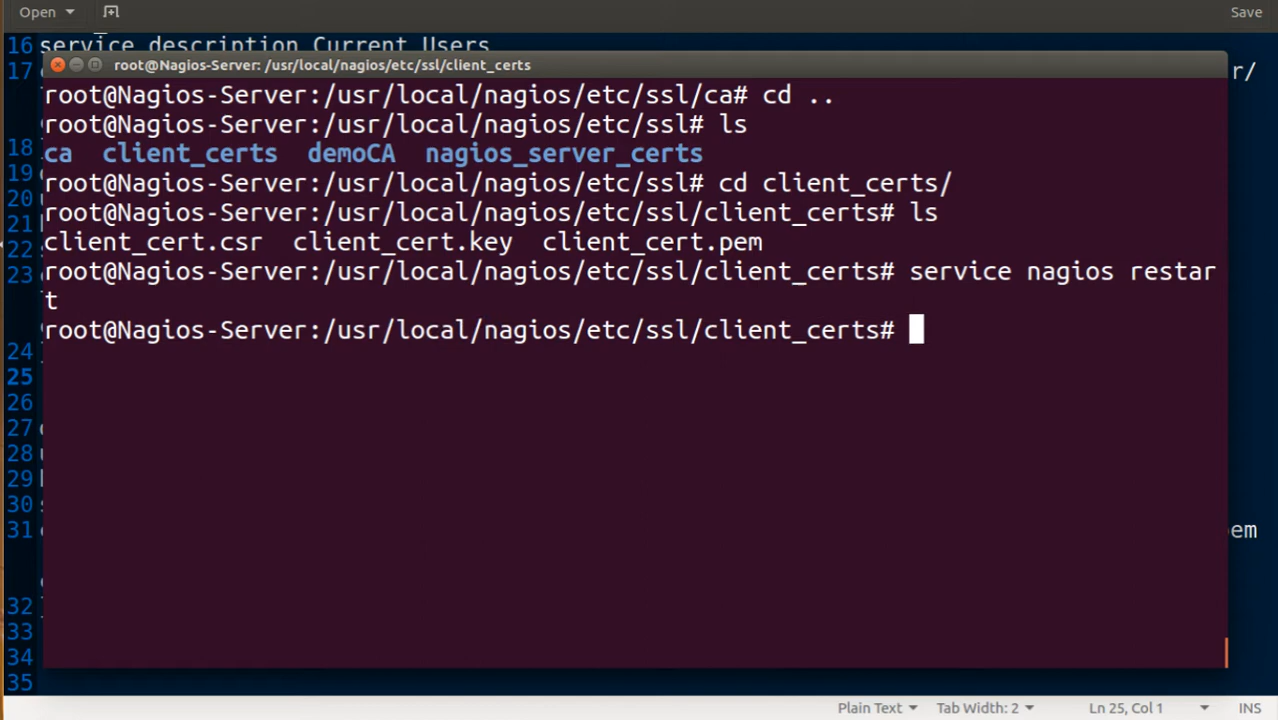 Open Save
16 service description Current Users
root@Nagios-Server: /usr/local/nagios/etc/ssl/client_certs
17 r/
root@Nagios-Server:/usr/local/nagios/etc/ssl/ca# cd ..
root@Nagios-Server:/usr/local/nagios/etc/ssl# ls
18 ca client_certs demoCA nagios_server_certs
19
root@Nagios-Server:/usr/local/nagios/etc/ssl# cd client_certs/
20
21 root@Nagios-Server:/usr/local/nagios/etc/ssl/client_certs# ls
22 client_cert.csr client_cert.key client_cert.pem
23 root@Nagios-Server:/usr/local/nagios/etc/ssl/client_certs# service nagios restar
t
root@Nagios-Server:/usr/local/nagios/etc/ssl/client_certs#
24
25
26
27
28
29
30
31 pem
32
33
34
35
Plain Text Tab Width: 2 Ln 25, Col 1 INS